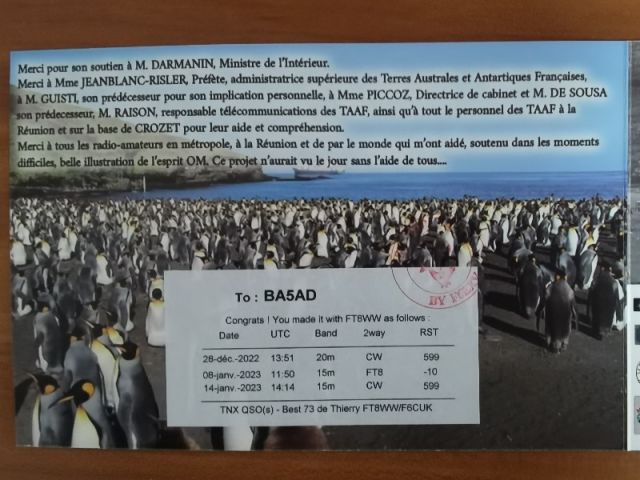 Merci pour son soutien à M. DARMANIN, Ministre de l'Intérieur.
Merci à Mme JEANBLANC-RISLER, Préfète, administratrice supérieure des Terres Australes et Antartiques Françaises,
à M. GUISTI, son prédécesseur pour son implication personnelle, à Mme PICCOZ, Directrice de cabinet et M. DE SOUSA
son prédecesseur, M. RAISON, responsable télécommunications des TAAF, ainsi qu'à tout le personnel des TAAF à la
Réunion et sur la base de CROZET pour leur aide et compréhension.
Merci à tous les radio-amateurs en métropole, à la Réunion et de par le monde qui m'ont aidé, soutenu dans les moments
difficiles, belle illustration de l'esprit OM. Ce projet n'aurait vu le jour sans l'aide de tous....
To : BA5AD
Congrats ! You made it with FT8WW as follows :
Date UTC Band 2way RST
28-déc.-2022 13:51 20m CW 599
08-janv.-2023 11:50 15m FT8 -10
14-janv.-2023 14:14 15m CW 599
TNX QSO(s) - Best 73 de Thierry FT8WW/F6CUK